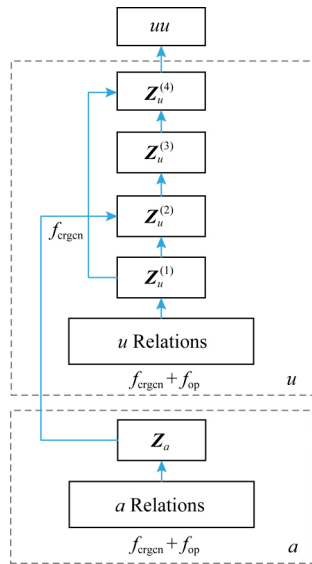 uu
Z_u^(4)
Z_u^(3)
Z_u^(2)
f_crgcn
Z_u^(1)
u Relations
f_crgcn + f_op
u
Z_a
a Relations
f_crgcn + f_op
a